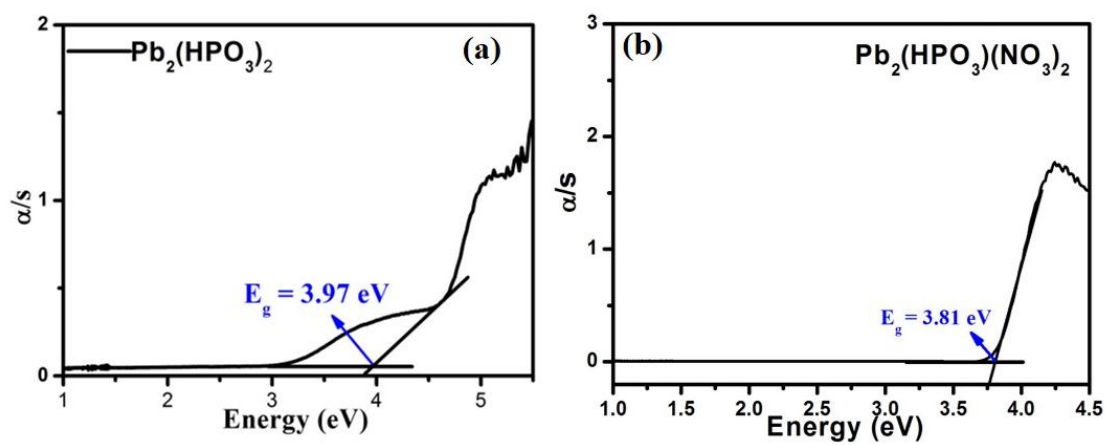 2
Pb₂(HPO₃)₂
(a)
α/s
1
E_g = 3.97 eV
0
1 2 3 4 5
Energy (eV)
3
(b)
Pb₂(HPO₃)(NO₃)₂
2
α/s
1
E_g = 3.81 eV
0
1.0 1.5 2.0 2.5 3.0 3.5 4.0 4.5
Energy (eV)